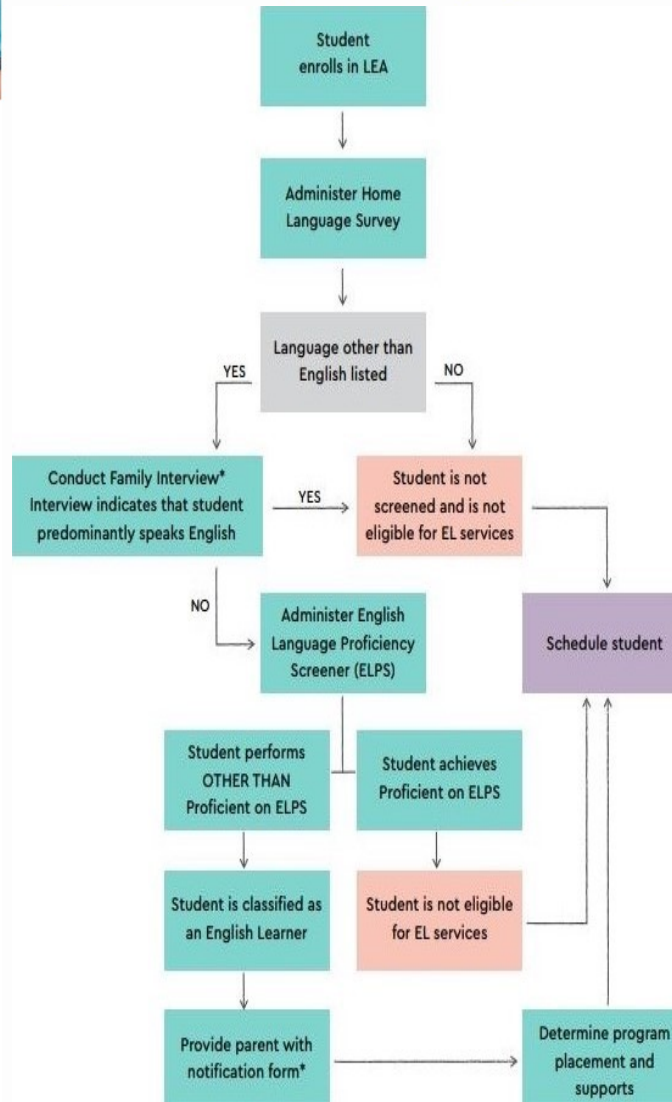 Student
enrolls in LEA
Administer Home
Language Survey
Language other than
English listed
YES
NO
Conduct Family Interview*
Interview indicates that student
predominantly speaks English
YES
Student is not
screened and is not
eligible for EL services
NO
Administer English
Language Proficiency
Screener (ELPS)
Schedule student
Student performs
OTHER THAN
Proficient on ELPS
Student achieves
Proficient on ELPS
Student is classified as
an English Learner
Student is not eligible
for EL services
Provide parent with
notification form*
Determine program
placement and
supports